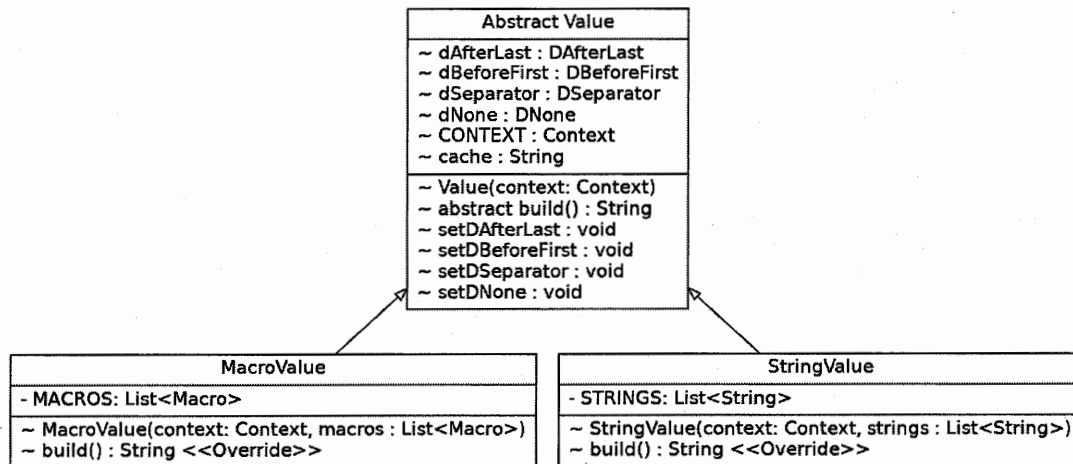 Abstract Value
~ dAfterLast : DAfterLast
~ dBeforeFirst : DBeforeFirst
~ dSeparator : DSeparator
~ dNone : DNone
~ CONTEXT : Context
~ cache : String
~ Value(context: Context)
~ abstract build() : String
~ setDAfterLast : void
~ setDBeforeFirst : void
~ setDSeparator : void
~ setDNone : void
MacroValue
- MACROS: List<Macro>
~ MacroValue(context: Context, macros : List<Macro>)
~ build() : String <<Override>>
StringValue
- STRINGS: List<String>
~ StringValue(context: Context, strings : List<String>)
~ build() : String <<Override>>